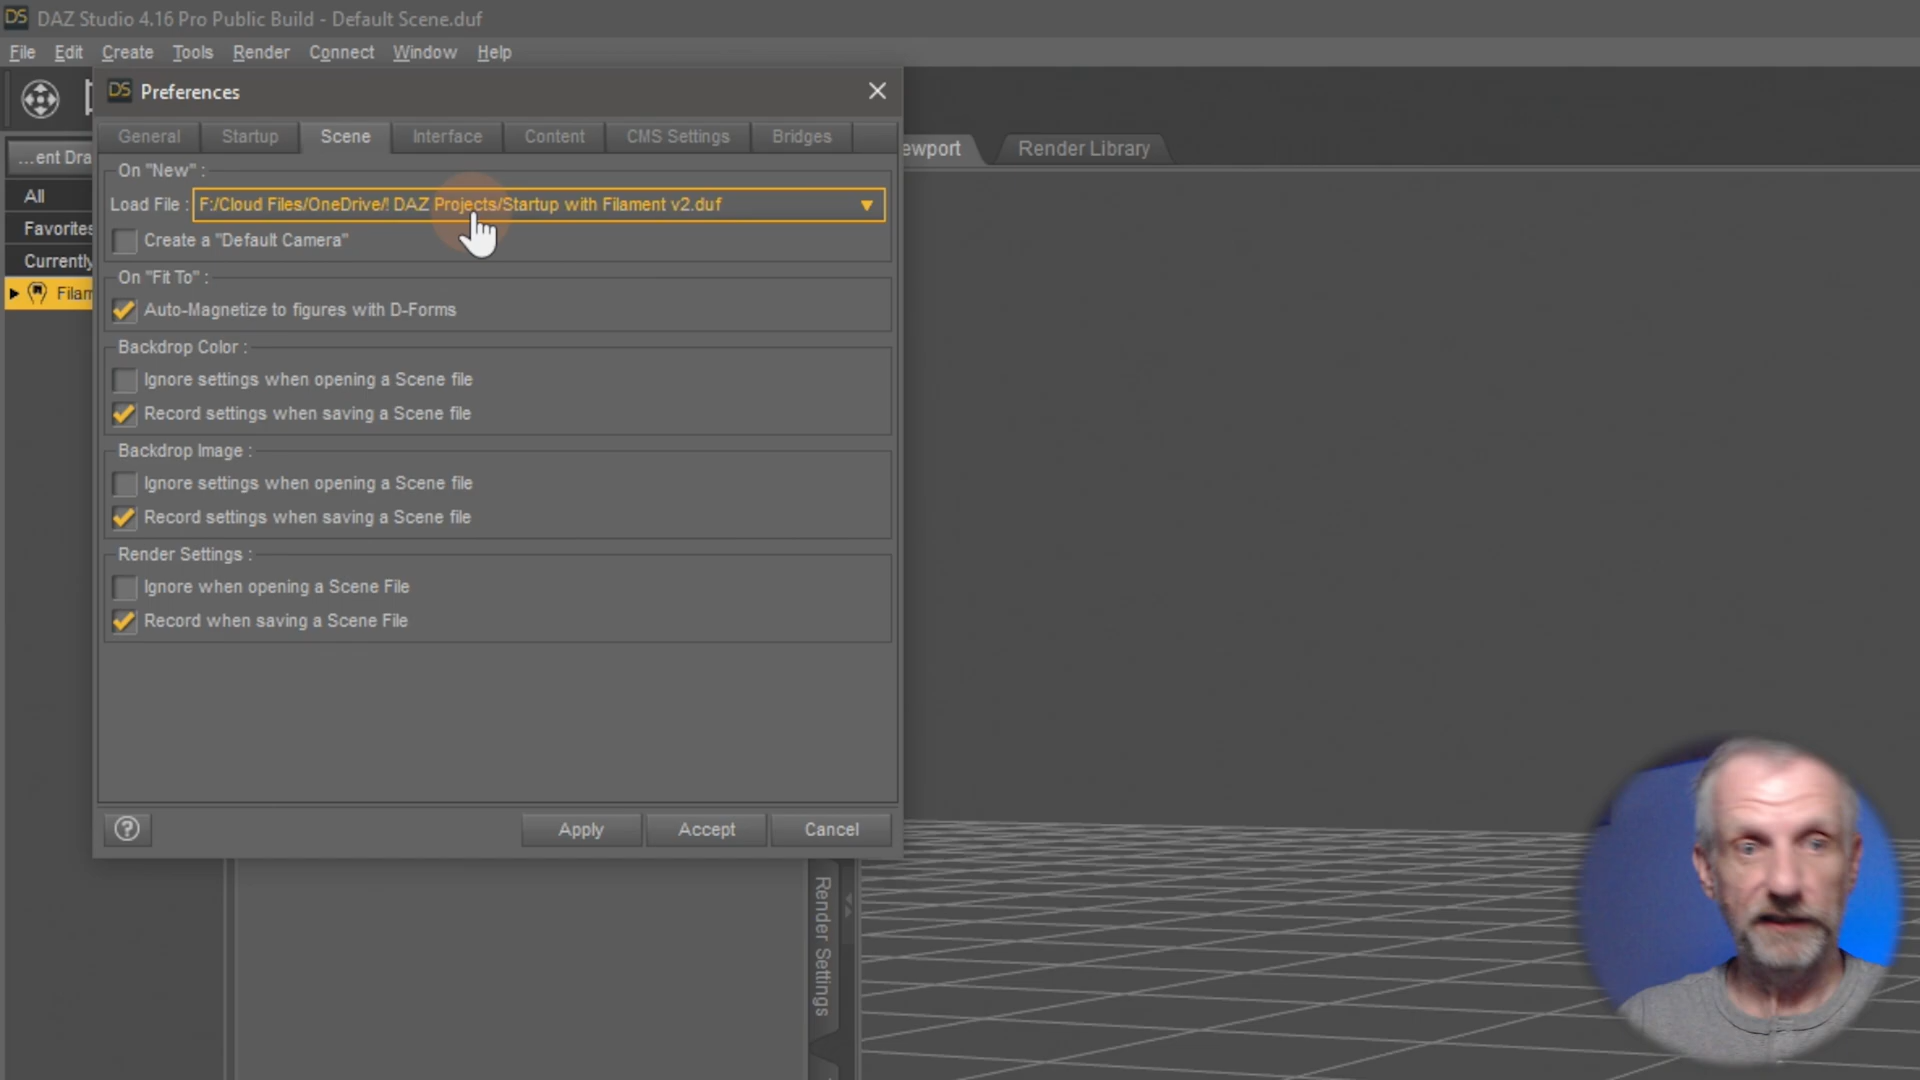 DS DAZ Studio 4.16 Pro Public Build - Default Scene.duf
File Edit Create Tools Render Connect Window Help
DS Preferences
General Startup Scene Interface Content CMS Settings Bridges
...ent Dra
ewport Render Library
On "New" :
All
Load File : F:/Cloud Files/OneDrive/! DAZ Projects/Startup with Filament v2.duf
Favorites
Create a "Default Camera"
Currently
On "Fit To" :
Filam
Auto-Magnetize to figures with D-Forms
Backdrop Color :
Ignore settings when opening a Scene file
Record settings when saving a Scene file
Backdrop Image :
Ignore settings when opening a Scene file
Record settings when saving a Scene file
Render Settings :
Ignore when opening a Scene File
Record when saving a Scene File
? Apply Accept Cancel
Render Settings